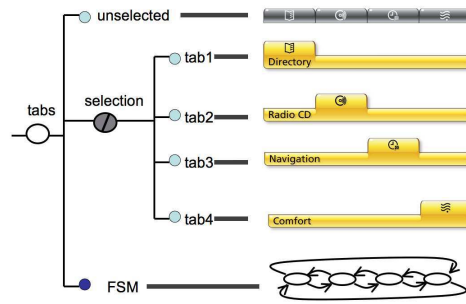 unselected
tab1
Directory
tabs
selection
tab2
Radio CD
tab3
Navigation
tab4
Comfort
FSM